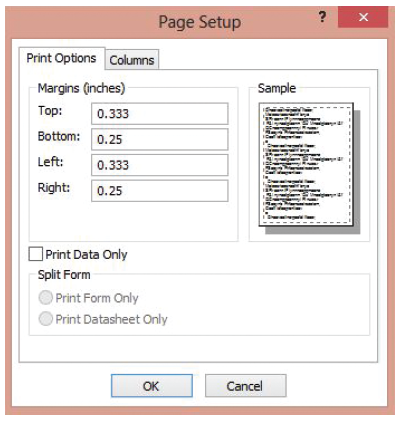 Page Setup
?
Print Options
Columns
Margins (inches)
Top: 0.333
Bottom: 0.25
Left: 0.333
Right: 0.25
Sample
Print Data Only
Split Form
Print Form Only
Print Datasheet Only
OK
Cancel